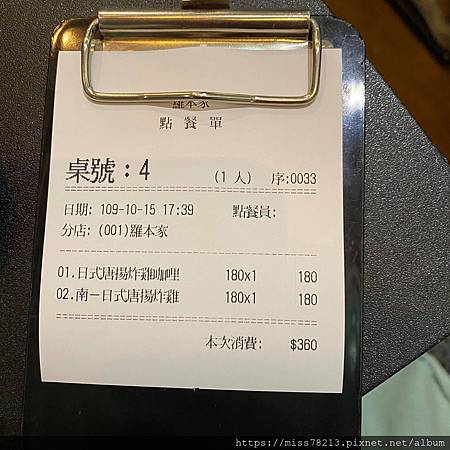 羅本家
點 餐 單
桌號：4 (1 人) 序:0033
日期: 109-10-15 17:39 點餐員:
分店: (001)羅本家
01.日式唐揚炸雞咖哩 180x1 180
02.南一日式唐揚炸雞 180x1 180
本次消費: $360
https://miss78213.pixnet.net/album